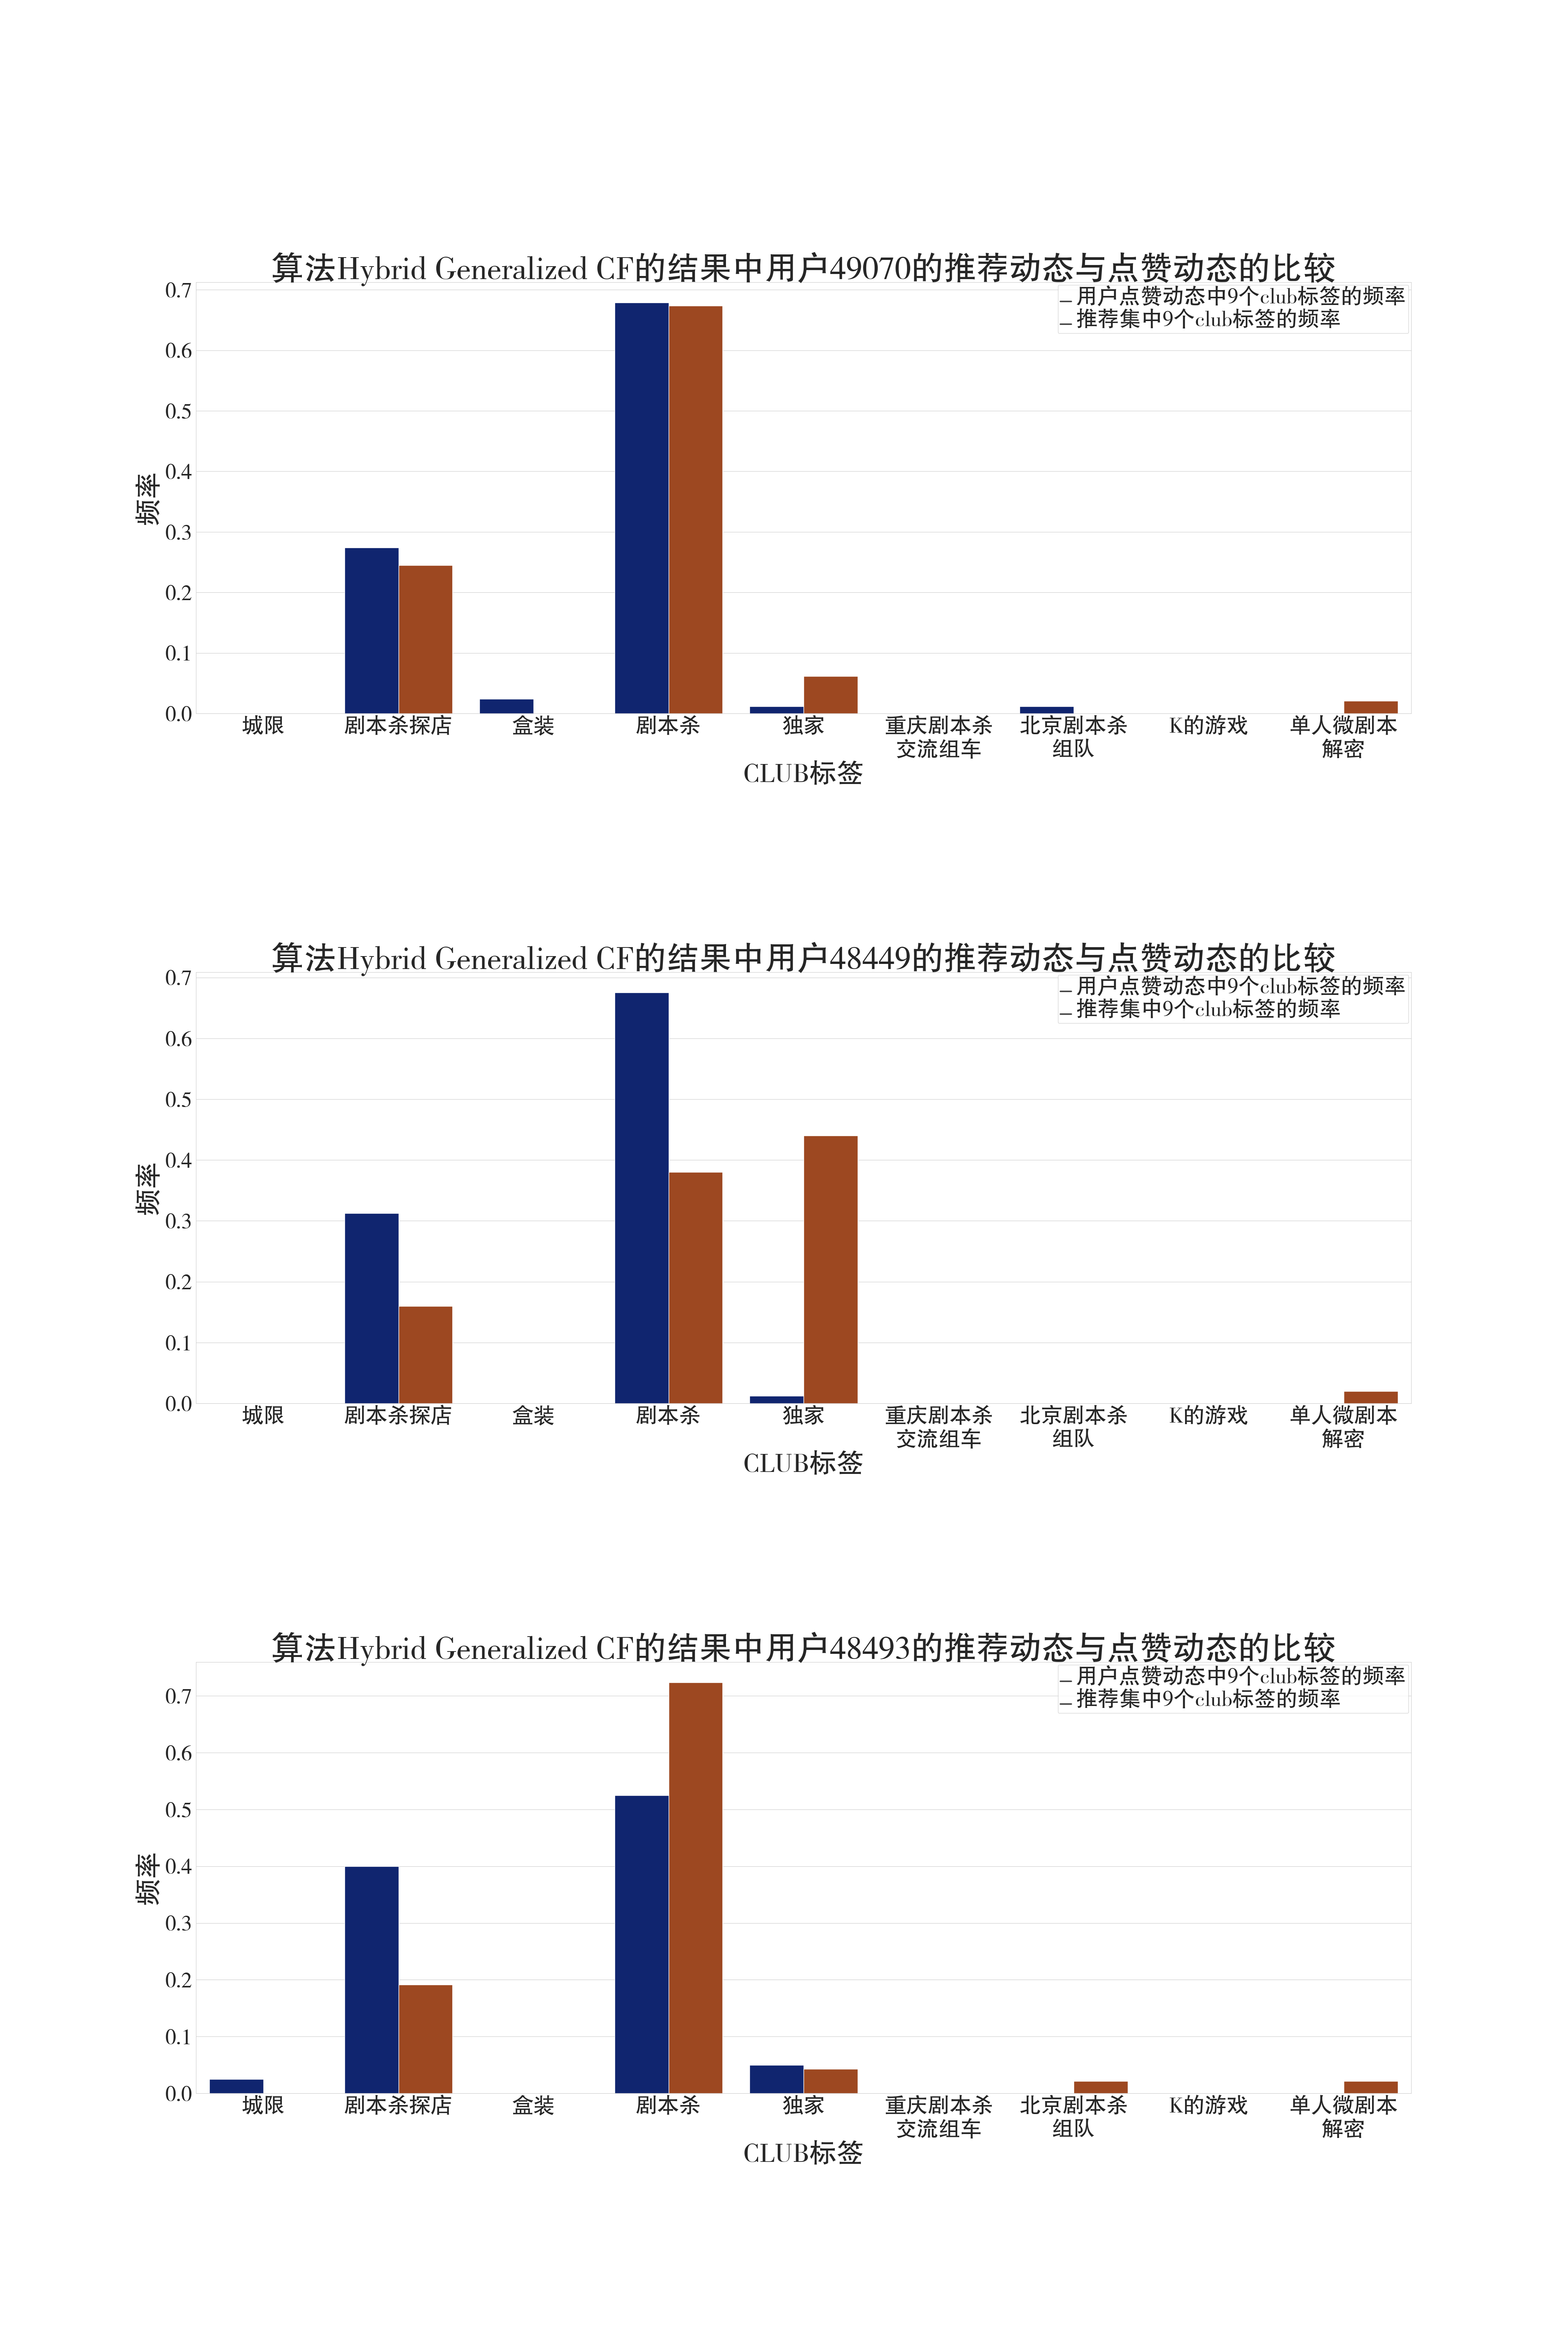 算法Hybrid Generalized CF的结果中用户49070的推荐动态与点赞动态的比较
用户点赞动态中9个club标签的频率
推荐集中9个club标签的频率
0.7
0.6
0.5
0.4
0.3
0.2
0.1
0.0
频率
城限 剧本杀探店 盒装 剧本杀 独家 重庆剧本杀 北京剧本杀 K的游戏 单人微剧本
交流组车 组队 解密
CLUB标签
算法Hybrid Generalized CF的结果中用户48449的推荐动态与点赞动态的比较
用户点赞动态中9个club标签的频率
推荐集中9个club标签的频率
0.7
0.6
0.5
0.4
0.3
0.2
0.1
0.0
频率
城限 剧本杀探店 盒装 剧本杀 独家 重庆剧本杀 北京剧本杀 K的游戏 单人微剧本
交流组车 组队 解密
CLUB标签
算法Hybrid Generalized CF的结果中用户48493的推荐动态与点赞动态的比较
用户点赞动态中9个club标签的频率
推荐集中9个club标签的频率
0.7
0.6
0.5
0.4
0.3
0.2
0.1
0.0
频率
城限 剧本杀探店 盒装 剧本杀 独家 重庆剧本杀 北京剧本杀 K的游戏 单人微剧本
交流组车 组队 解密
CLUB标签